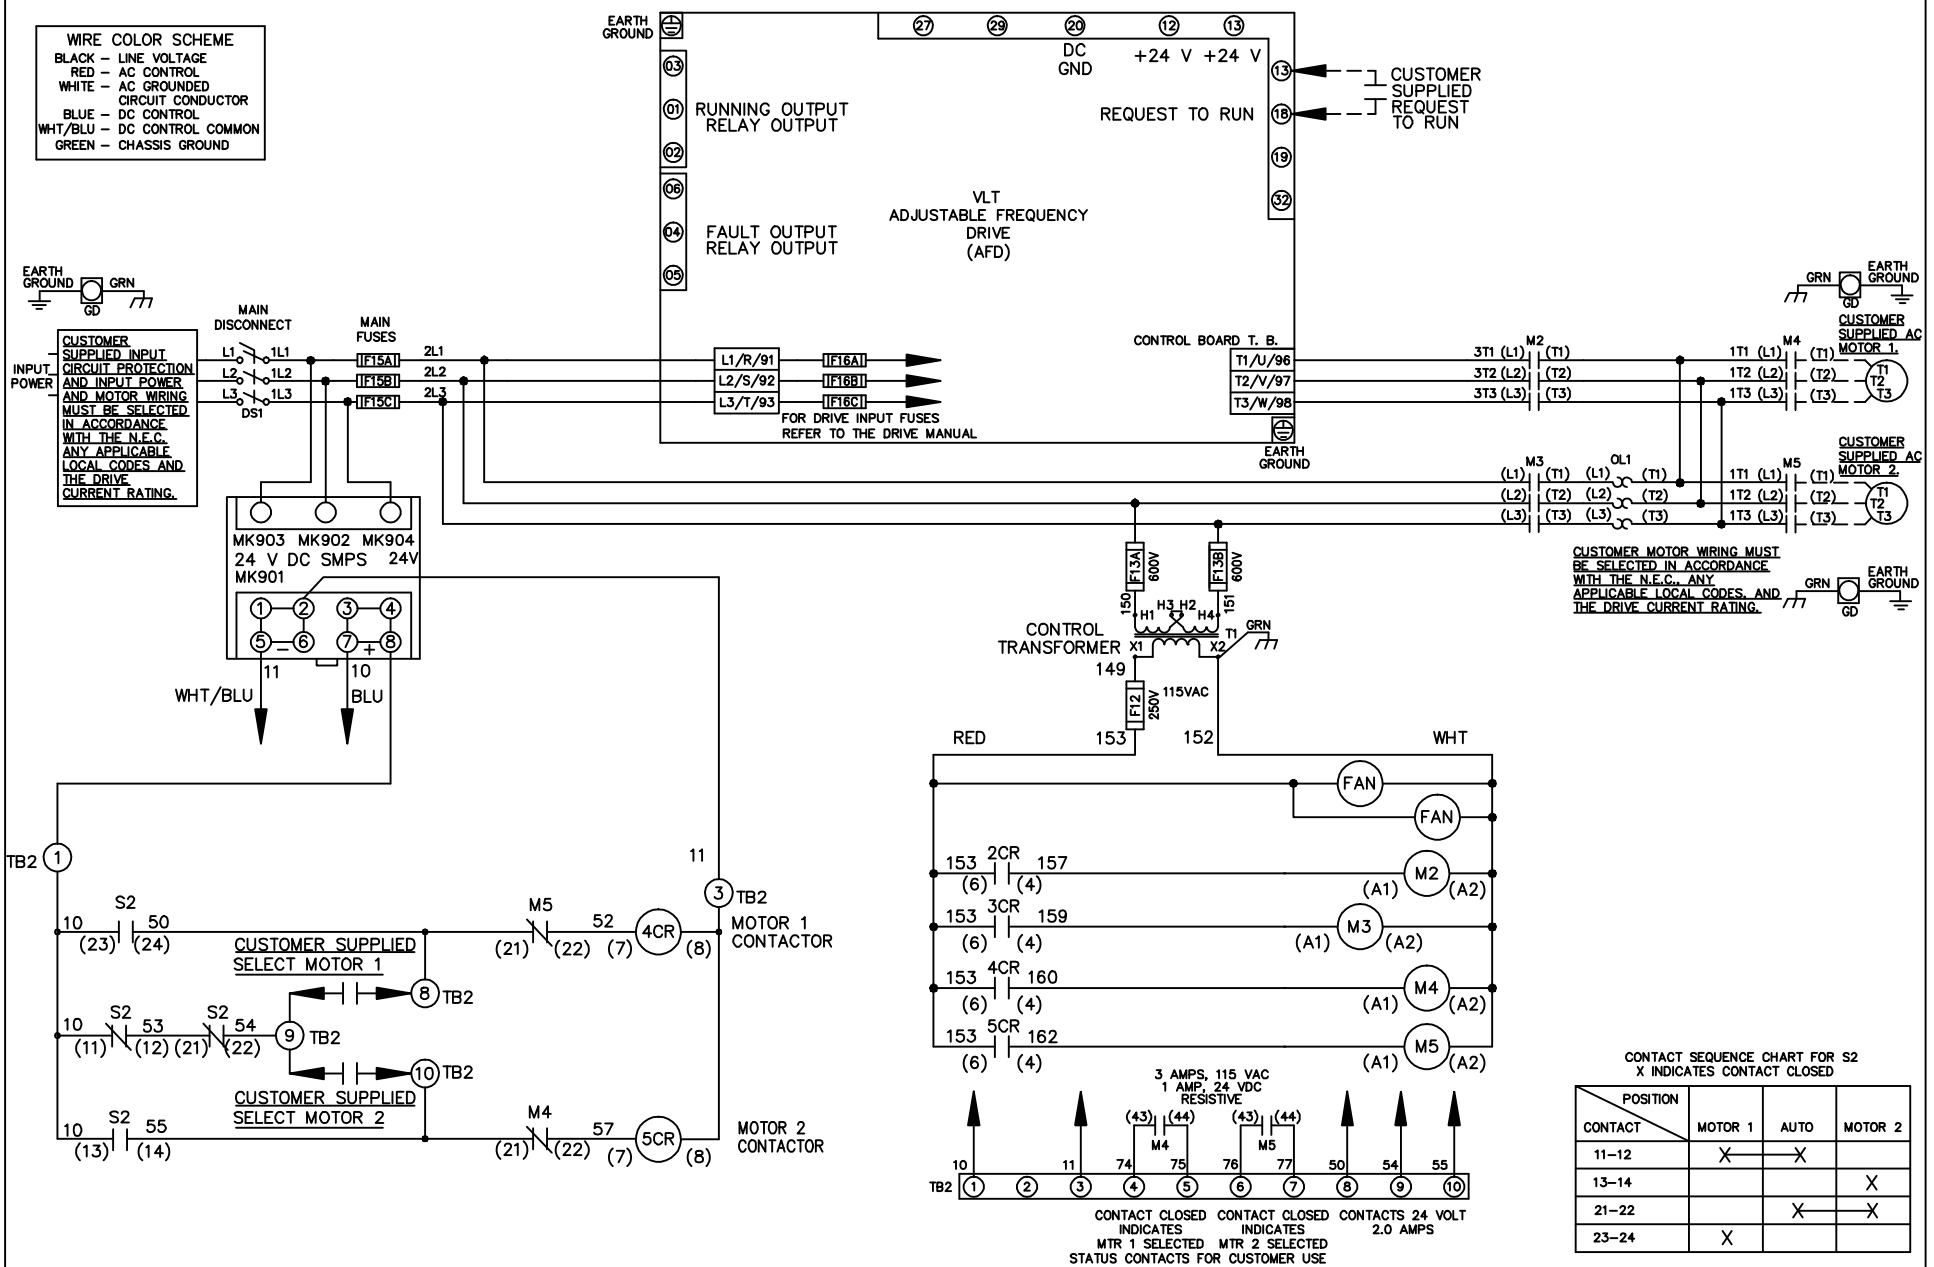 WIRE COLOR SCHEME
BLACK – LINE VOLTAGE
RED – AC CONTROL
WHITE – AC GROUNDED
CIRCUIT CONDUCTOR
BLUE – DC CONTROL
WHT/BLU – DC CONTROL COMMON
GREEN – CHASSIS GROUND
EARTH
GROUND
27 29 20 12 13
DC
GND
+24 V +24 V
03
01
02
RUNNING OUTPUT
RELAY OUTPUT
06
04
05
FAULT OUTPUT
RELAY OUTPUT
VLT
ADJUSTABLE FREQUENCY
DRIVE
(AFD)
REQUEST TO RUN
13
18
19
32
CUSTOMER
SUPPLIED
REQUEST
TO RUN
EARTH
GROUND
GRN
GD
INPUT
POWER
CUSTOMER
SUPPLIED INPUT
CIRCUIT PROTECTION
AND INPUT POWER
AND MOTOR WIRING
MUST BE SELECTED
IN ACCORDANCE
WITH THE N.E.C.
ANY APPLICABLE
LOCAL CODES AND
THE DRIVE
CURRENT RATING.
MAIN
DISCONNECT
L1 1L1
L2 1L2
L3 1L3
DS1
MAIN
FUSES
F15A 2L1
F15B 2L2
F15C 2L3
L1/R/91 F16A
L2/S/92 F16B
L3/T/93 F16C
FOR DRIVE INPUT FUSES
REFER TO THE DRIVE MANUAL
CONTROL BOARD T. B.
T1/U/96
T2/V/97
T3/W/98
EARTH
GROUND
M2
3T1 (L1) (T1)
3T2 (L2) (T2)
3T3 (L3) (T3)
M4
1T1 (L1) (T1)
1T2 (L2) (T2)
1T3 (L3) (T3)
GRN
GD
EARTH
GROUND
CUSTOMER
SUPPLIED AC
MOTOR 1.
T1
T2
T3
M3 OL1
(L1) (T1) (L1) (T1)
(L2) (T2) (L2) (T2)
(L3) (T3) (L3) (T3)
M5
1T1 (L1) (T1)
1T2 (L2) (T2)
1T3 (L3) (T3)
CUSTOMER
SUPPLIED AC
MOTOR 2.
T1
T2
T3
CUSTOMER MOTOR WIRING MUST
BE SELECTED IN ACCORDANCE
WITH THE N.E.C., ANY
APPLICABLE LOCAL CODES, AND
THE DRIVE CURRENT RATING.
GRN
GD
EARTH
GROUND
MK903 MK902 MK904
24 V DC SMPS 24V
MK901
1 2 3 4
5 – 6 7 + 8
11 10
WHT/BLU BLU
F13A 600V F13B 600V
150 151
H1 H3 H2 H4
CONTROL
TRANSFORMER
T1
GRN
X1 X2
149
F12 250V 115VAC
153 152
RED WHT
FAN
FAN
153 2CR 157
(6) (4) (A1) M2 (A2)
153 3CR 159
(6) (4) (A1) M3 (A2)
153 4CR 160
(6) (4) (A1) M4 (A2)
153 5CR 162
(6) (4) (A1) M5 (A2)
TB2 1
11
3 TB2
10 S2 50
(23) (24)
M5 52
(21) (22) (7) 4CR (8)
MOTOR 1
CONTACTOR
CUSTOMER SUPPLIED
SELECT MOTOR 1
8 TB2
10 S2 53 S2 54
(11) (12) (21) (22)
9 TB2
10 TB2
CUSTOMER SUPPLIED
SELECT MOTOR 2
10 S2 55
(13) (14)
M4 57
(21) (22) (7) 5CR (8)
MOTOR 2
CONTACTOR
3 AMPS, 115 VAC
1 AMP, 24 VDC
RESISTIVE
(43) (44) (43) (44)
M4 M5
10 11 74 75 76 77 50 54 55
TB2 1 2 3 4 5 6 7 8 9 10
CONTACT CLOSED
INDICATES
MTR 1 SELECTED
CONTACT CLOSED
INDICATES
MTR 2 SELECTED
STATUS CONTACTS FOR CUSTOMER USE
CONTACTS 24 VOLT
2.0 AMPS
CONTACT SEQUENCE CHART FOR S2
X INDICATES CONTACT CLOSED
POSITION
CONTACT MOTOR 1 AUTO MOTOR 2
11–12 X X
13–14 X
21–22 X X
23–24 X